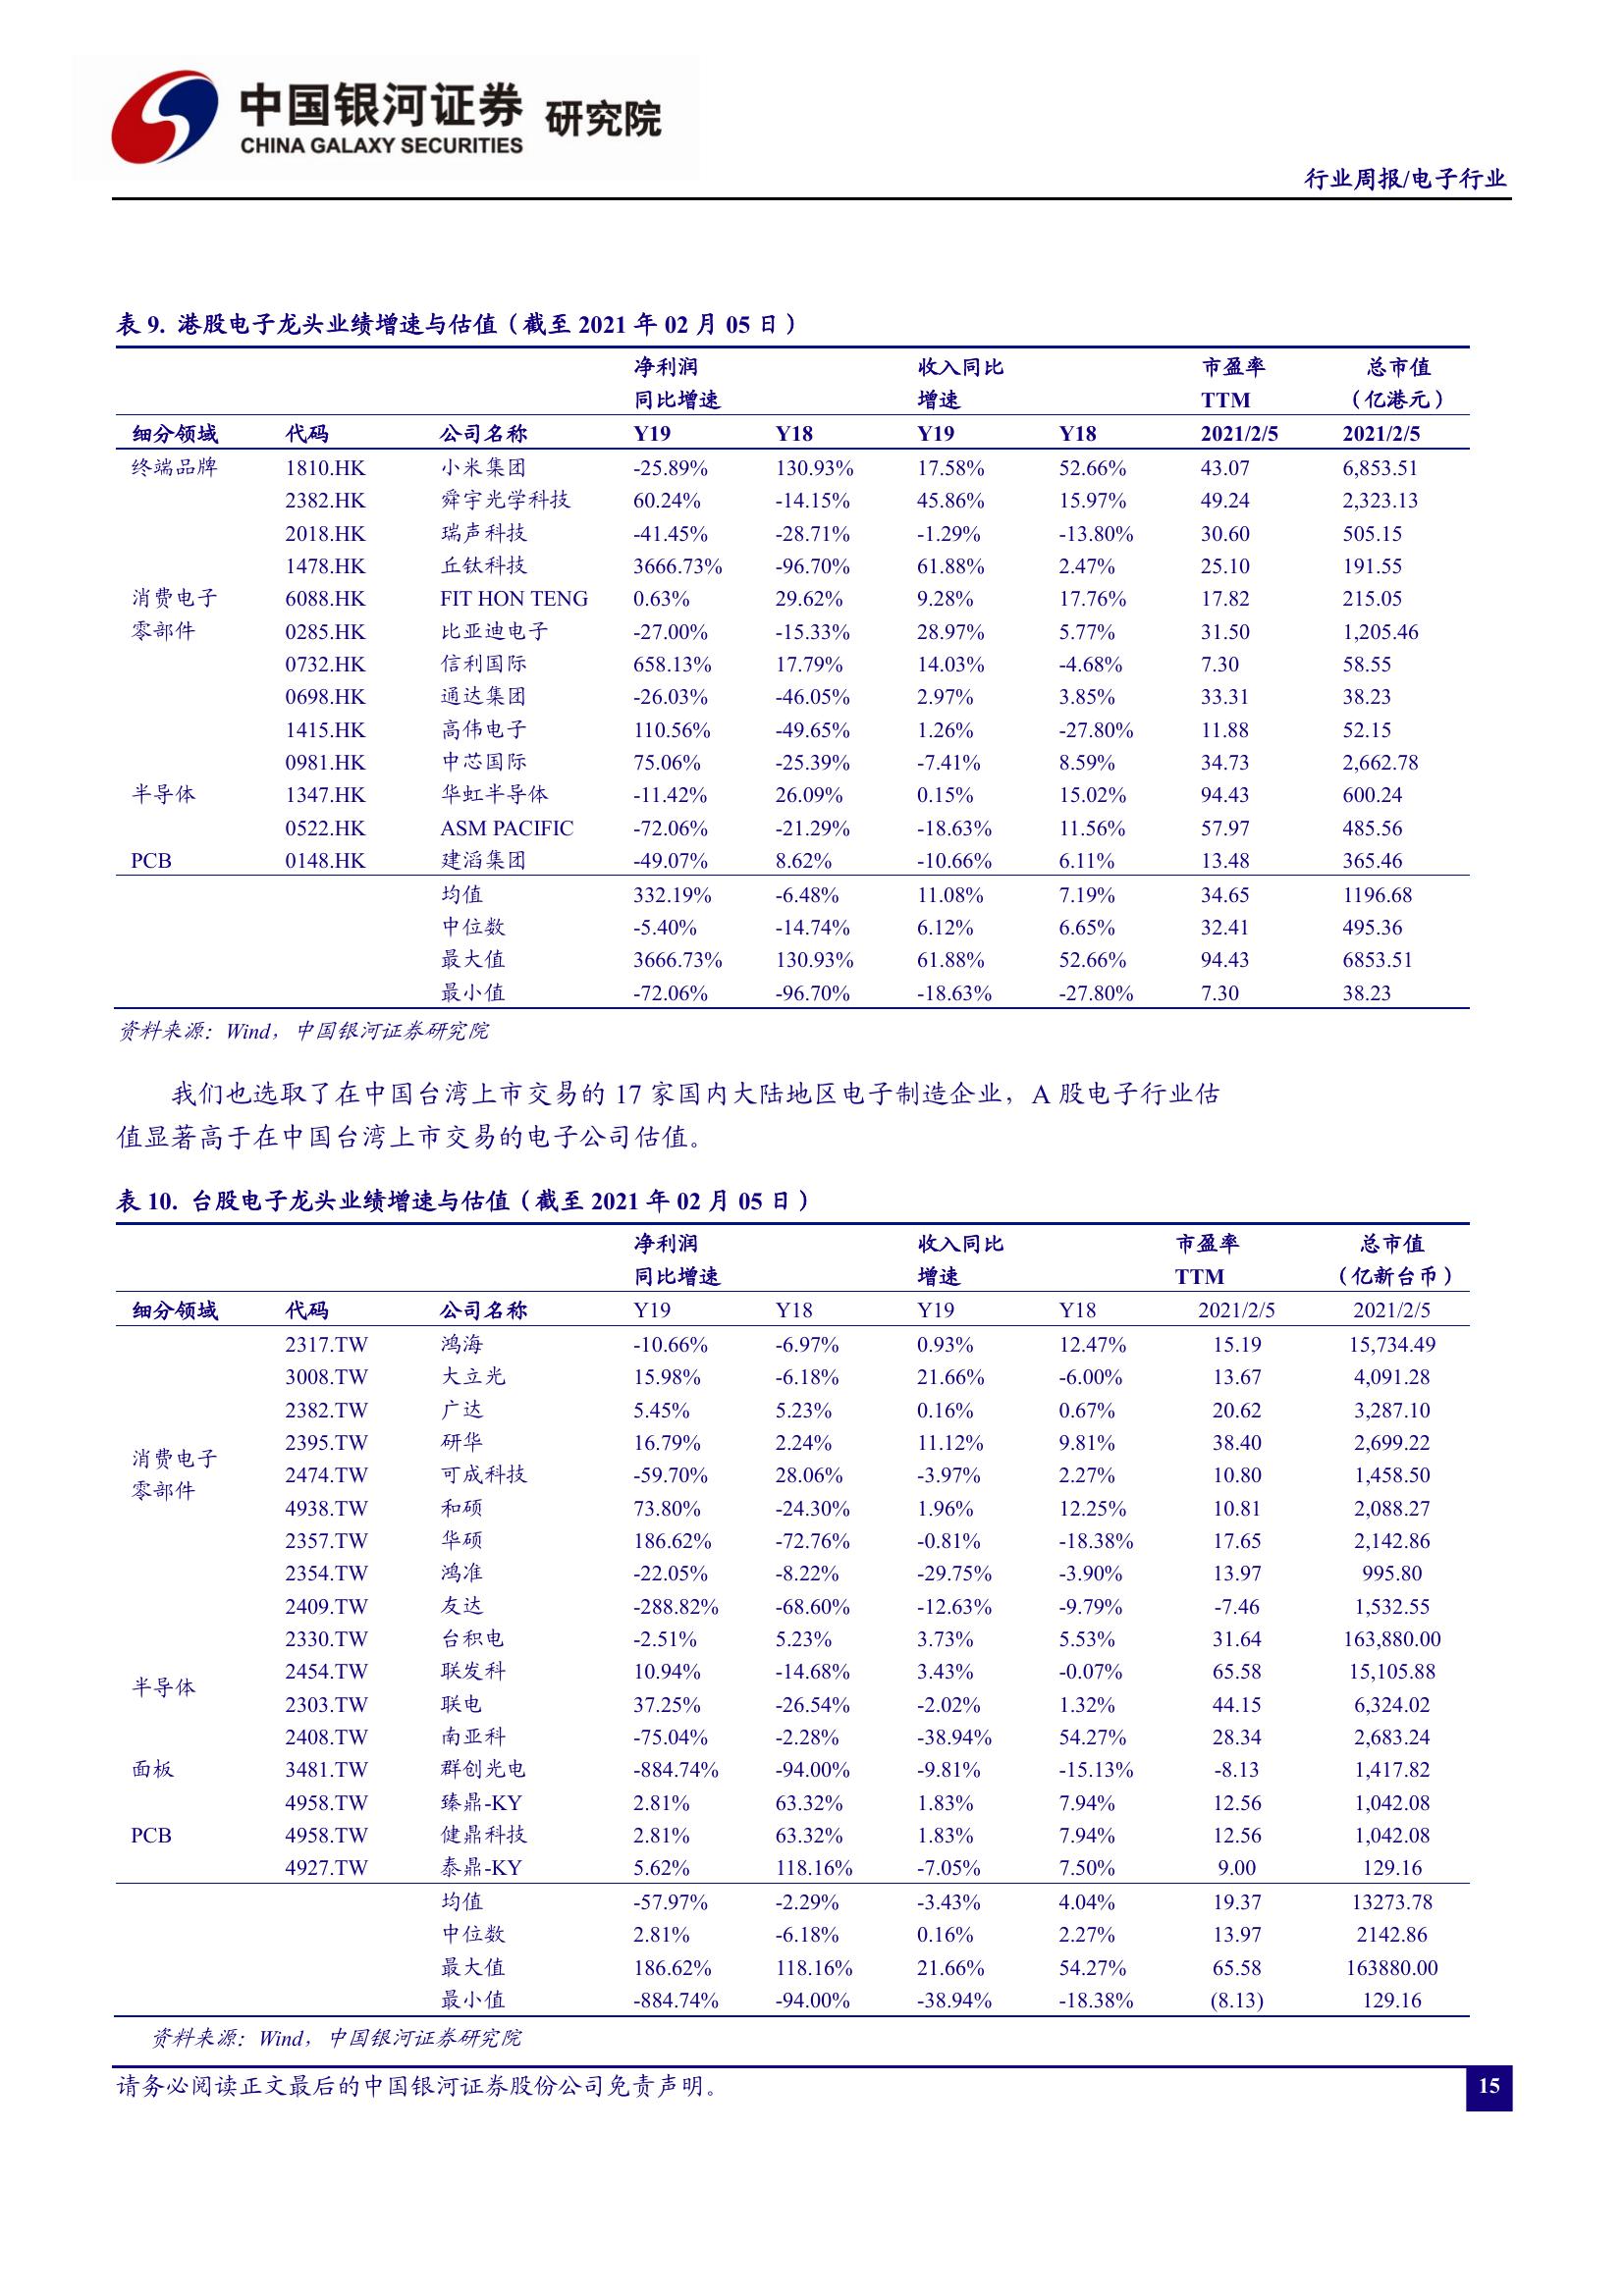 中国银河证券 研究院
CHINA GALAXY SECURITIES
行业周报/电子行业
表 9. 港股电子龙头业绩增速与估值（截至 2021 年 02 月 05 日）
净利润 收入同比 市盈率 总市值
同比增速 增速 TTM （亿港元）
细分领域 代码 公司名称 Y19 Y18 Y19 Y18 2021/2/5 2021/2/5
终端品牌 1810.HK 小米集团 -25.89% 130.93% 17.58% 52.66% 43.07 6,853.51
2382.HK 舜宇光学科技 60.24% -14.15% 45.86% 15.97% 49.24 2,323.13
2018.HK 瑞声科技 -41.45% -28.71% -1.29% -13.80% 30.60 505.15
1478.HK 丘钛科技 3666.73% -96.70% 61.88% 2.47% 25.10 191.55
消费电子 6088.HK FIT HON TENG 0.63% 29.62% 9.28% 17.76% 17.82 215.05
零部件 0285.HK 比亚迪电子 -27.00% -15.33% 28.97% 5.77% 31.50 1,205.46
0732.HK 信利国际 658.13% 17.79% 14.03% -4.68% 7.30 58.55
0698.HK 通达集团 -26.03% -46.05% 2.97% 3.85% 33.31 38.23
1415.HK 高伟电子 110.56% -49.65% 1.26% -27.80% 11.88 52.15
0981.HK 中芯国际 75.06% -25.39% -7.41% 8.59% 34.73 2,662.78
半导体 1347.HK 华虹半导体 -11.42% 26.09% 0.15% 15.02% 94.43 600.24
0522.HK ASM PACIFIC -72.06% -21.29% -18.63% 11.56% 57.97 485.56
PCB 0148.HK 建滔集团 -49.07% 8.62% -10.66% 6.11% 13.48 365.46
均值 332.19% -6.48% 11.08% 7.19% 34.65 1196.68
中位数 -5.40% -14.74% 6.12% 6.65% 32.41 495.36
最大值 3666.73% 130.93% 61.88% 52.66% 94.43 6853.51
最小值 -72.06% -96.70% -18.63% -27.80% 7.30 38.23
资料来源：Wind，中国银河证券研究院
我们也选取了在中国台湾上市交易的 17 家国内大陆地区电子制造企业，A 股电子行业估
值显著高于在中国台湾上市交易的电子公司估值。
表 10. 台股电子龙头业绩增速与估值（截至 2021 年 02 月 05 日）
净利润 收入同比 市盈率 总市值
同比增速 增速 TTM （亿新台币）
细分领域 代码 公司名称 Y19 Y18 Y19 Y18 2021/2/5 2021/2/5
2317.TW 鸿海 -10.66% -6.97% 0.93% 12.47% 15.19 15,734.49
3008.TW 大立光 15.98% -6.18% 21.66% -6.00% 13.67 4,091.28
2382.TW 广达 5.45% 5.23% 0.16% 0.67% 20.62 3,287.10
2395.TW 研华 16.79% 2.24% 11.12% 9.81% 38.40 2,699.22
消费电子
2474.TW 可成科技 -59.70% 28.06% -3.97% 2.27% 10.80 1,458.50
零部件
4938.TW 和硕 73.80% -24.30% 1.96% 12.25% 10.81 2,088.27
2357.TW 华硕 186.62% -72.76% -0.81% -18.38% 17.65 2,142.86
2354.TW 鸿准 -22.05% -8.22% -29.75% -3.90% 13.97 995.80
2409.TW 友达 -288.82% -68.60% -12.63% -9.79% -7.46 1,532.55
2330.TW 台积电 -2.51% 5.23% 3.73% 5.53% 31.64 163,880.00
2454.TW 联发科 10.94% -14.68% 3.43% -0.07% 65.58 15,105.88
半导体
2303.TW 联电 37.25% -26.54% -2.02% 1.32% 44.15 6,324.02
2408.TW 南亚科 -75.04% -2.28% -38.94% 54.27% 28.34 2,683.24
面板 3481.TW 群创光电 -884.74% -94.00% -9.81% -15.13% -8.13 1,417.82
4958.TW 臻鼎-KY 2.81% 63.32% 1.83% 7.94% 12.56 1,042.08
PCB 4958.TW 健鼎科技 2.81% 63.32% 1.83% 7.94% 12.56 1,042.08
4927.TW 泰鼎-KY 5.62% 118.16% -7.05% 7.50% 9.00 129.16
均值 -57.97% -2.29% -3.43% 4.04% 19.37 13273.78
中位数 2.81% -6.18% 0.16% 2.27% 13.97 2142.86
最大值 186.62% 118.16% 21.66% 54.27% 65.58 163880.00
最小值 -884.74% -94.00% -38.94% -18.38% (8.13) 129.16
资料来源：Wind，中国银河证券研究院
请务必阅读正文最后的中国银河证券股份公司免责声明。 15